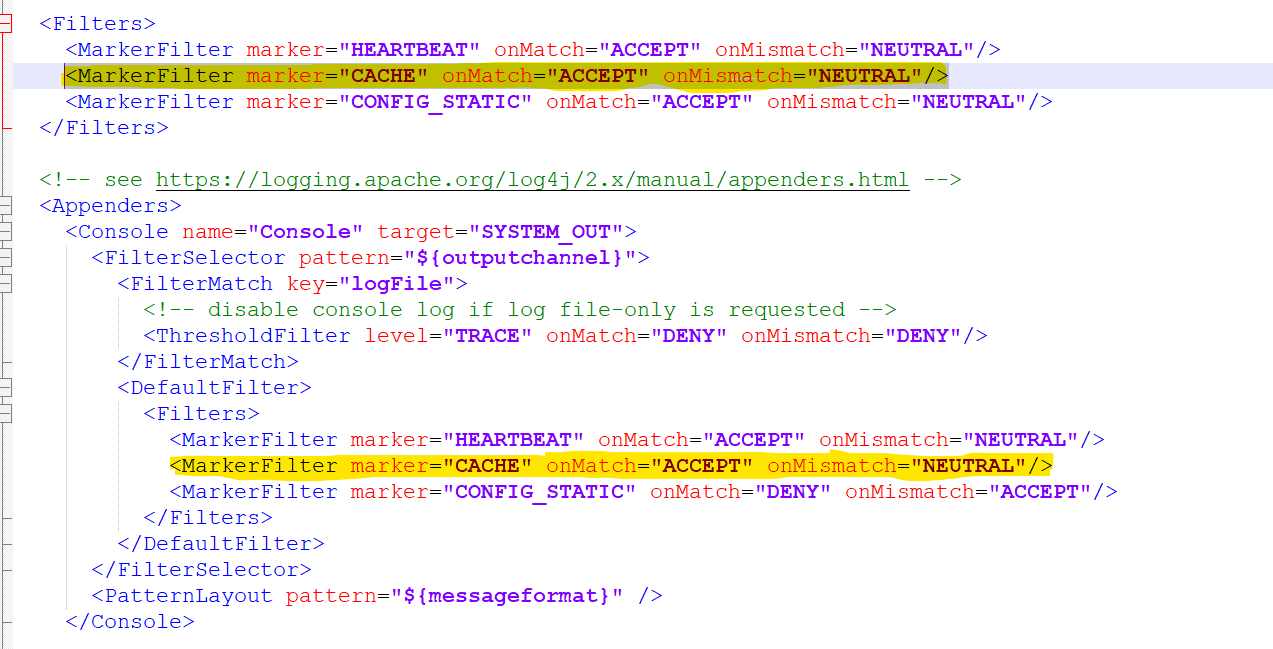 <Filters>
<MarkerFilter marker="HEARTBEAT" onMatch="ACCEPT" onMismatch="NEUTRAL"/>
<MarkerFilter marker="CACHE" onMatch="ACCEPT" onMismatch="NEUTRAL"/>
<MarkerFilter marker="CONFIG_STATIC" onMatch="ACCEPT" onMismatch="NEUTRAL"/>
</Filters>
<!-- see https://logging.apache.org/log4j/2.x/manual/appenders.html -->
<Appenders>
<Console name="Console" target="SYSTEM_OUT">
<FilterSelector pattern="${outputchannel}">
<FilterMatch key="logFile">
<!-- disable console log if log file-only is requested -->
<ThresholdFilter level="TRACE" onMatch="DENY" onMismatch="DENY"/>
</FilterMatch>
<DefaultFilter>
<Filters>
<MarkerFilter marker="HEARTBEAT" onMatch="ACCEPT" onMismatch="NEUTRAL"/>
<MarkerFilter marker="CACHE" onMatch="ACCEPT" onMismatch="NEUTRAL"/>
<MarkerFilter marker="CONFIG_STATIC" onMatch="DENY" onMismatch="ACCEPT"/>
</Filters>
</DefaultFilter>
</FilterSelector>
<PatternLayout pattern="${messageformat}" />
</Console>